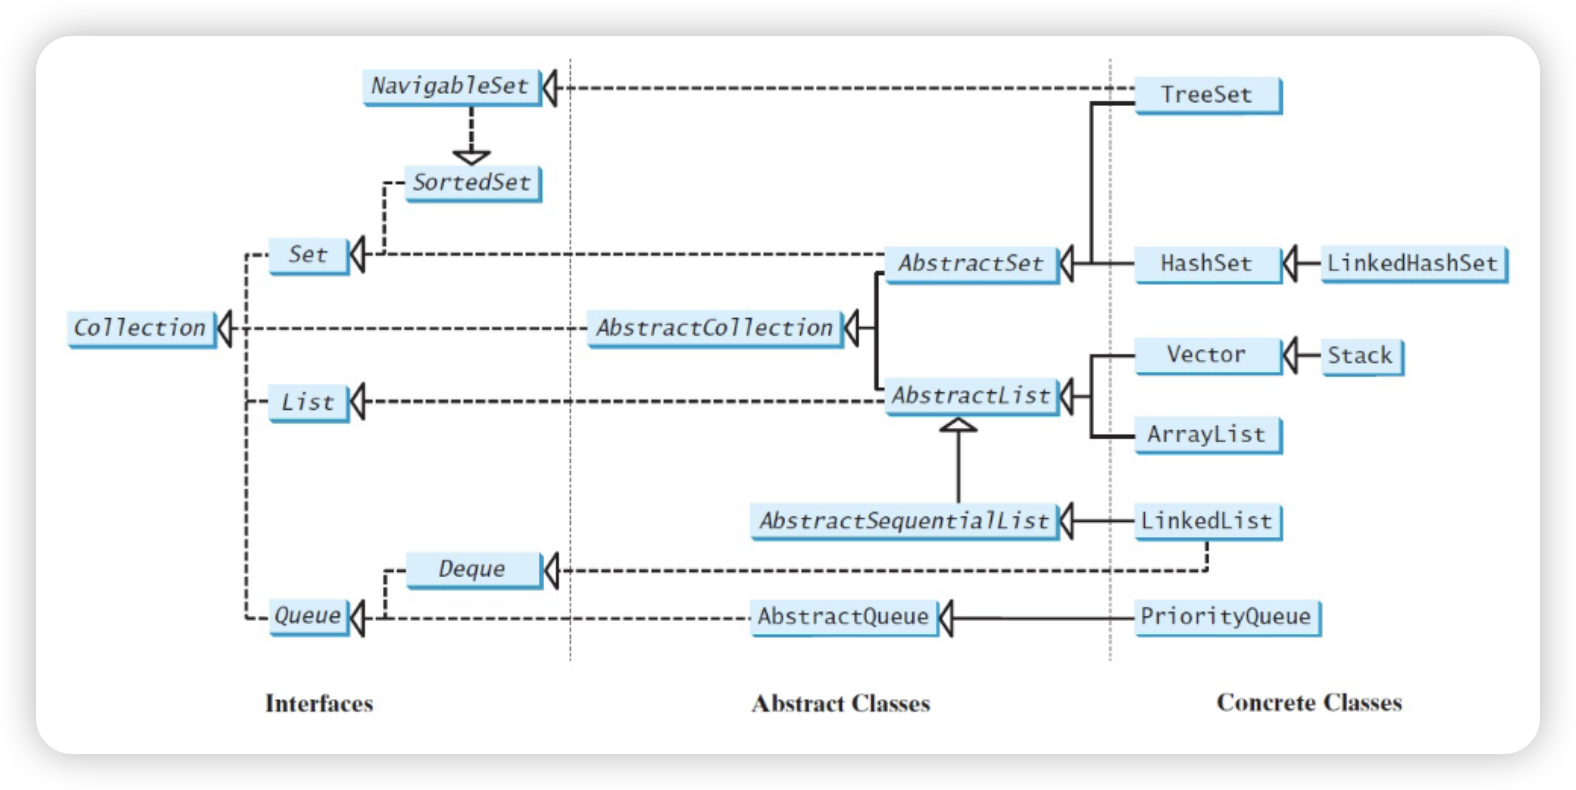 NavigableSet
TreeSet
SortedSet
Set
AbstractSet
HashSet
LinkedHashSet
Collection
AbstractCollection
Vector
Stack
List
AbstractList
ArrayList
AbstractSequentialList
LinkedList
Deque
Queue
AbstractQueue
PriorityQueue
Interfaces
Abstract Classes
Concrete Classes